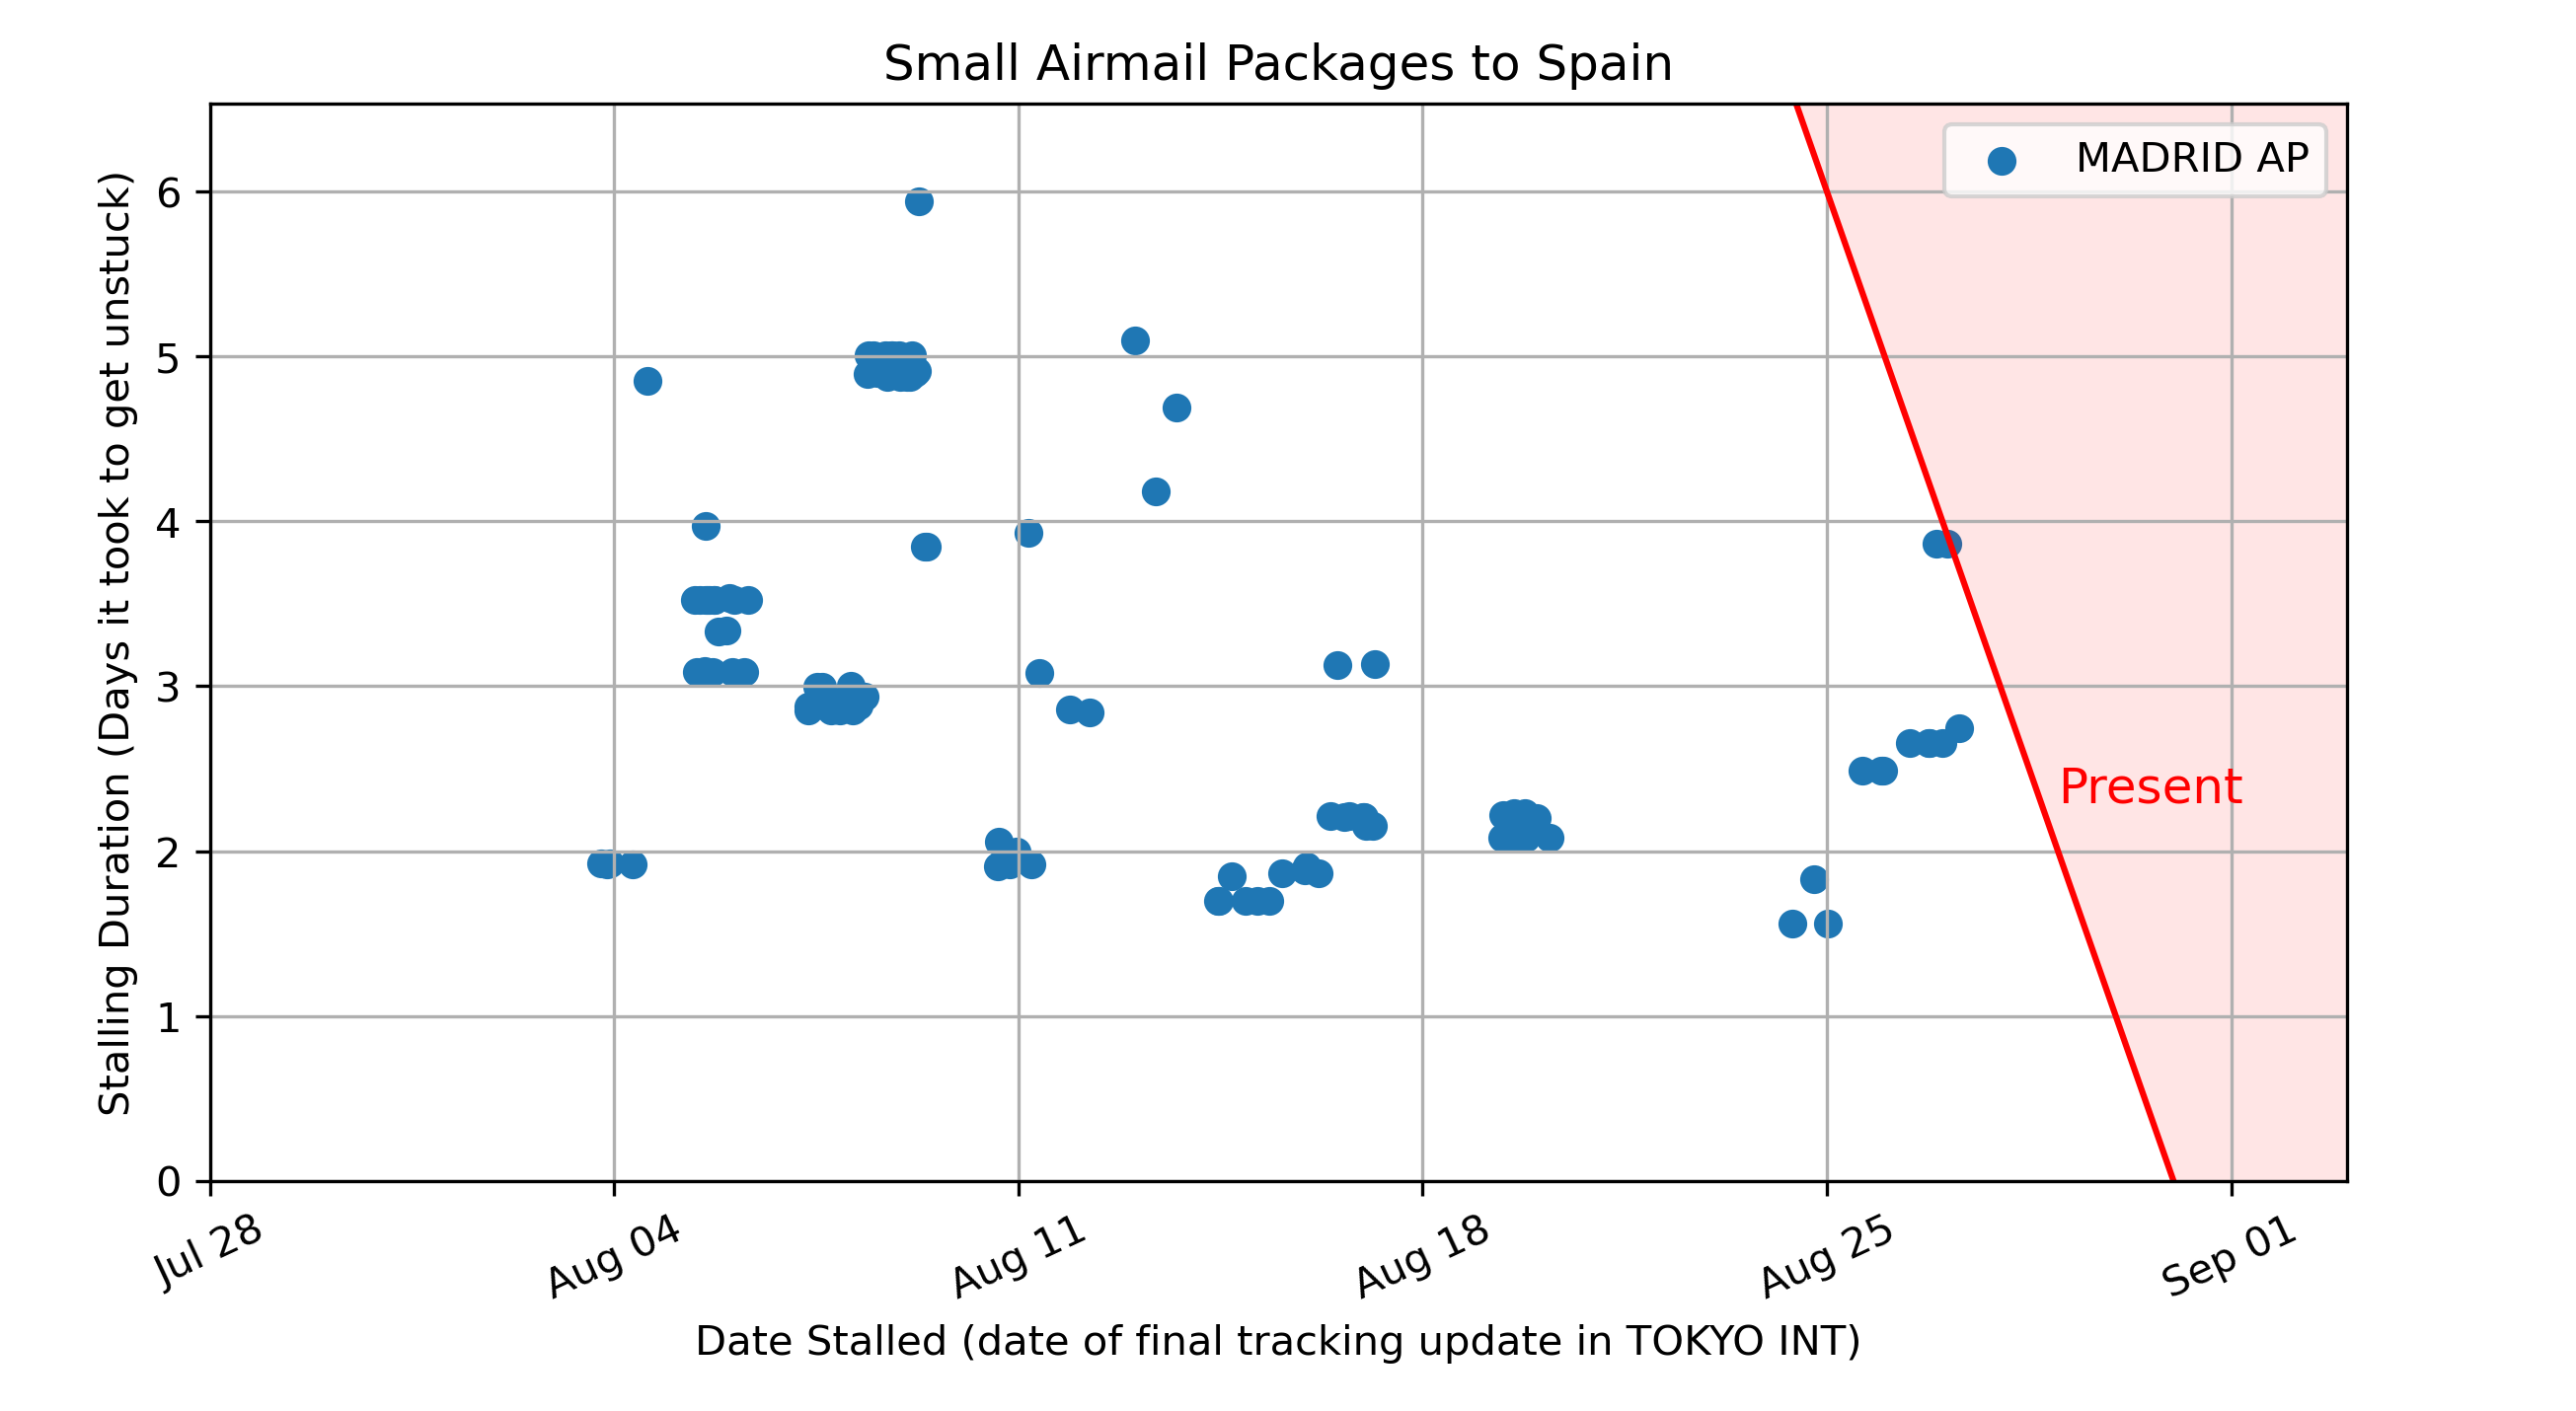 Small Airmail Packages to Spain
MADRID AP
Stalling Duration (Days it took to get unstuck)
6
5
4
3
2
1
0
Present
Jul 28
Aug 04
Aug 11
Aug 18
Aug 25
Sep 01
Date Stalled (date of final tracking update in TOKYO INT)